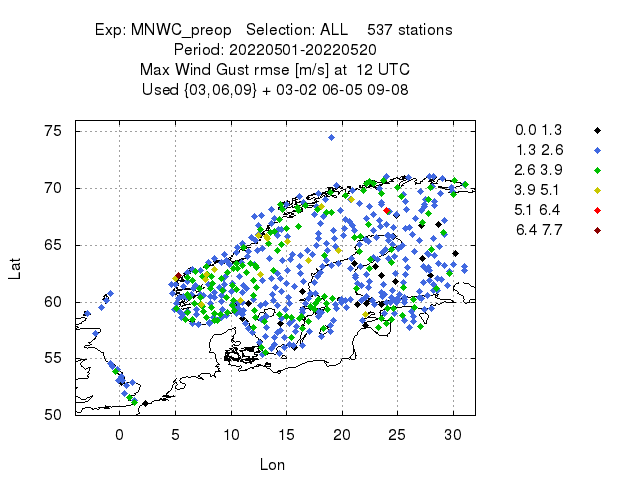 Exp: MNWC_preop Selection: ALL 537 stations
Period: 20220501-20220520
Max Wind Gust rmse [m/s] at 12 UTC
Used {03,06,09} + 03-02 06-05 09-08
75
70
65
60
55
50
Lat
0 5 10 15 20 25 30
Lon
0.0 1.3
1.3 2.6
2.6 3.9
3.9 5.1
5.1 6.4
6.4 7.7